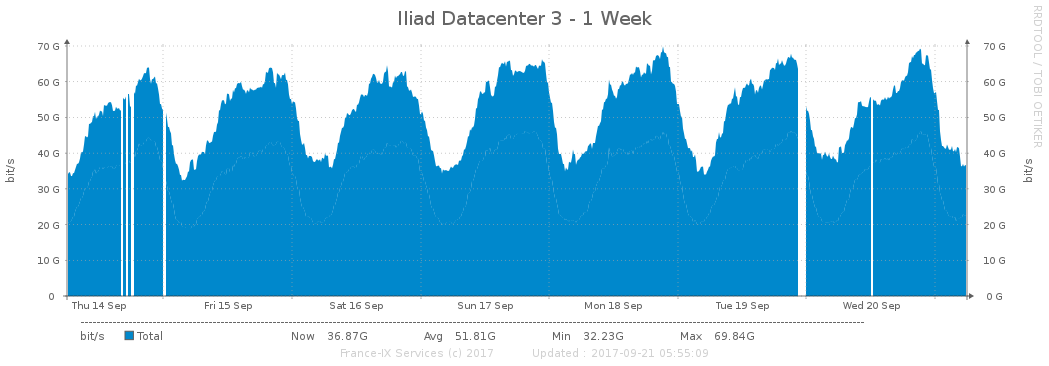 Iliad Datacenter 3 - 1 Week
RRDTOOL / TOBI OETIKER
bit/s
70 G 70 G
60 G 60 G
50 G 50 G
40 G 40 G
30 G 30 G
20 G 20 G
10 G 10 G
0 0 G
bit/s
Thu 14 Sep Fri 15 Sep Sat 16 Sep Sun 17 Sep Mon 18 Sep Tue 19 Sep Wed 20 Sep
bit/s Total Now 36.87G Avg 51.81G Min 32.23G Max 69.84G
France-IX Services (c) 2017 Updated : 2017-09-21 05:55:09